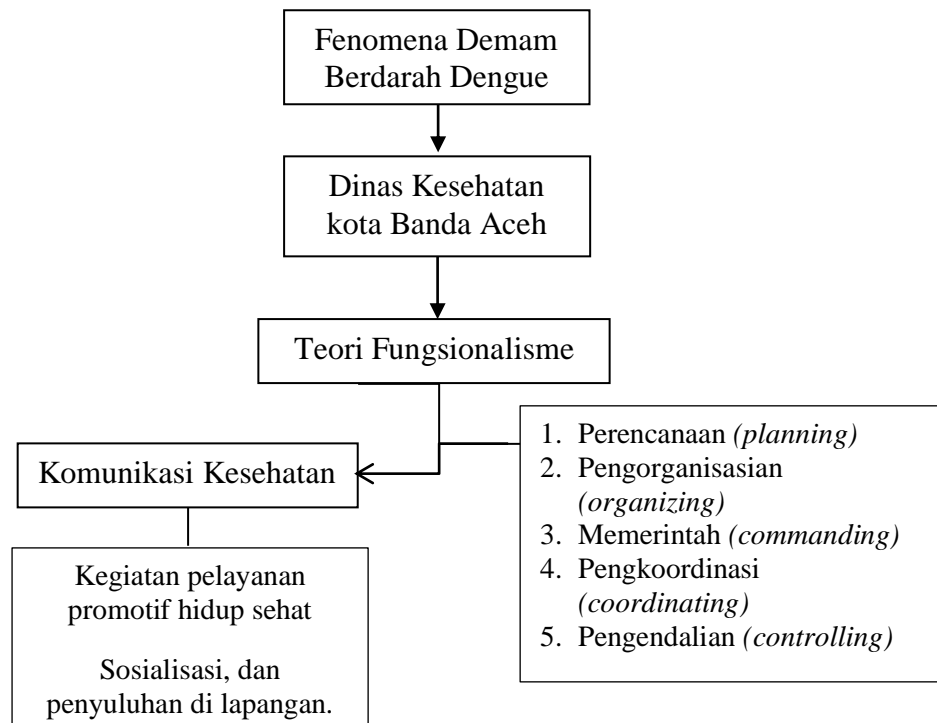 Fenomena Demam
Berdarah Dengue
Dinas Kesehatan
kota Banda Aceh
Teori Fungsionalisme
Komunikasi Kesehatan
Kegiatan pelayanan
promotif hidup sehat
Sosialisasi, dan
penyuluhan di lapangan.
1. Perencanaan (planning)
2. Pengorganisasian
(organizing)
3. Memerintah (commanding)
4. Pengkoordinasi
(coordinating)
5. Pengendalian (controlling)